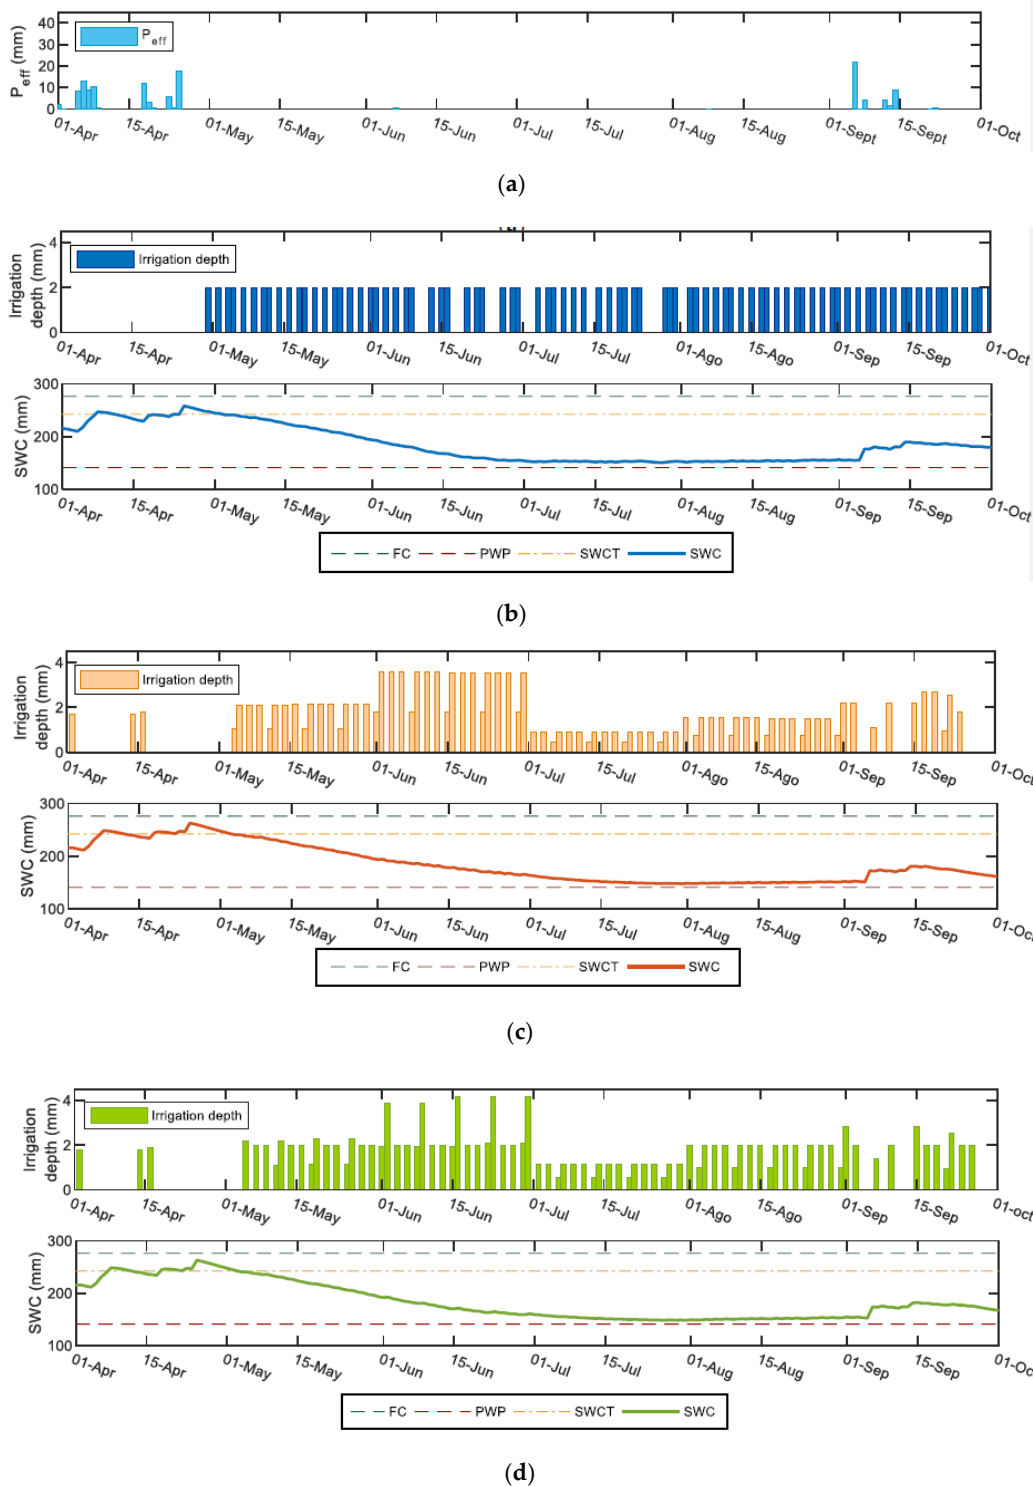 P eff (mm)
40
30
20
10
0
P eff
01-Apr 15-Apr 01-May 15-May 01-Jun 15-Jun 01-Jul 15-Jul 01-Aug 15-Aug 01-Sept 15-Sept 01-Oct
(a)
Irrigation depth (mm)
4
2
0
Irrigation depth
01-Apr 15-Apr 01-May 15-May 01-Jun 15-Jun 01-Jul 15-Jul 01-Ago 15-Ago 01-Sep 15-Sep 01-Oct
SWC (mm)
300
200
100
01-Apr 15-Apr 01-May 15-May 01-Jun 15-Jun 01-Jul 15-Jul 01-Aug 15-Aug 01-Sep 15-Sep 01-Oct
FC PWP SWCT SWC
(b)
Irrigation depth (mm)
4
2
0
Irrigation depth
01-Apr 15-Apr 01-May 15-May 01-Jun 15-Jun 01-Jul 15-Jul 01-Ago 15-Ago 01-Sep 15-Sep 01-Oct
SWC (mm)
300
200
100
01-Apr 15-Apr 01-May 15-May 01-Jun 15-Jun 01-Jul 15-Jul 01-Aug 15-Aug 01-Sep 15-Sep 01-Oct
FC PWP SWCT SWC
(c)
Irrigation depth (mm)
4
2
0
Irrigation depth
01-Apr 15-Apr 01-May 15-May 01-Jun 15-Jun 01-Jul 15-Jul 01-Ago 15-Ago 01-Sep 15-Sep 01-oct
SWC (mm)
300
200
100
01-Apr 15-Apr 01-May 15-May 01-Jun 15-Jun 01-Jul 15-Jul 01-Aug 15-Aug 01-Sep 15-Sep 01-Oct
FC PWP SWCT SWC
(d)